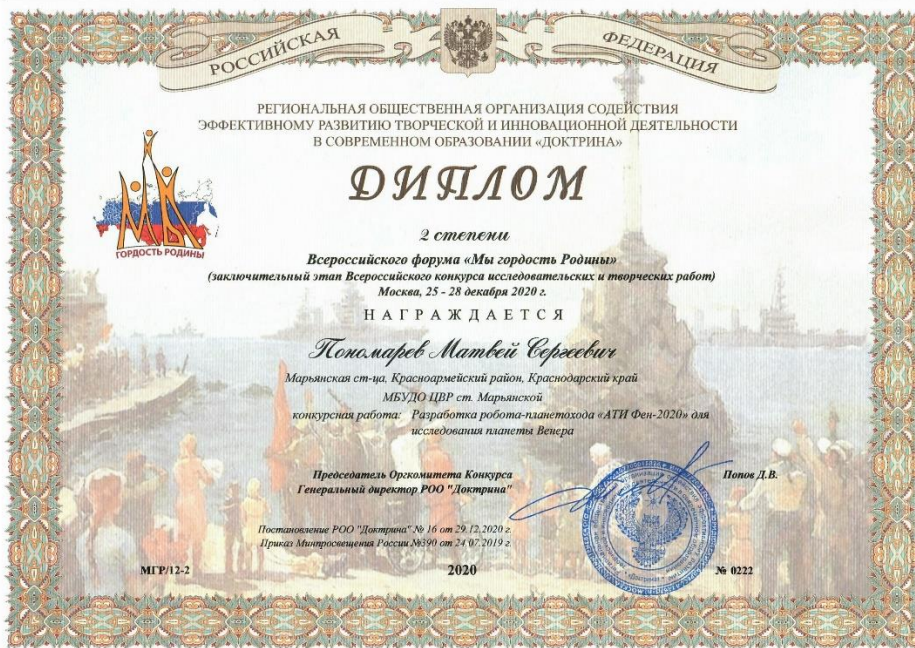 РОССИЙСКАЯ ФЕДЕРАЦИЯ
РЕГИОНАЛЬНАЯ ОБЩЕСТВЕННАЯ ОРГАНИЗАЦИЯ СОДЕЙСТВИЯ
ЭФФЕКТИВНОМУ РАЗВИТИЮ ТВОРЧЕСКОЙ И ИННОВАЦИОННОЙ ДЕЯТЕЛЬНОСТИ
В СОВРЕМЕННОМ ОБРАЗОВАНИИ «ДОКТРИНА»
ДИПЛОМ
ГОРДОСТЬ РОДИНЫ
2 степени
Всероссийского форума «Мы гордость Родины»
(заключительный этап Всероссийского конкурса исследовательских и творческих работ)
Москва, 25 - 28 декабря 2020 г.
НАГРАЖДАЕТСЯ
Пономарев Матвей Сергеевич
Марьянская ст-ца, Красноармейский район, Краснодарский край
МБУДО ЦВР ст. Марьянской
конкурсная работа: Разработка робота-планетохода «АТИ Фен-2020» для
исследования планеты Венера
Председатель Оргкомитета Конкурса
Генеральный директор РОО "Доктрина"
Попов Д.В.
Постановление РОО "Доктрина" № 16 от 29.12.2020 г.
Приказ Минпросвещения России №390 от 24.07.2019 г.
МГР/12-2 2020 № 0222